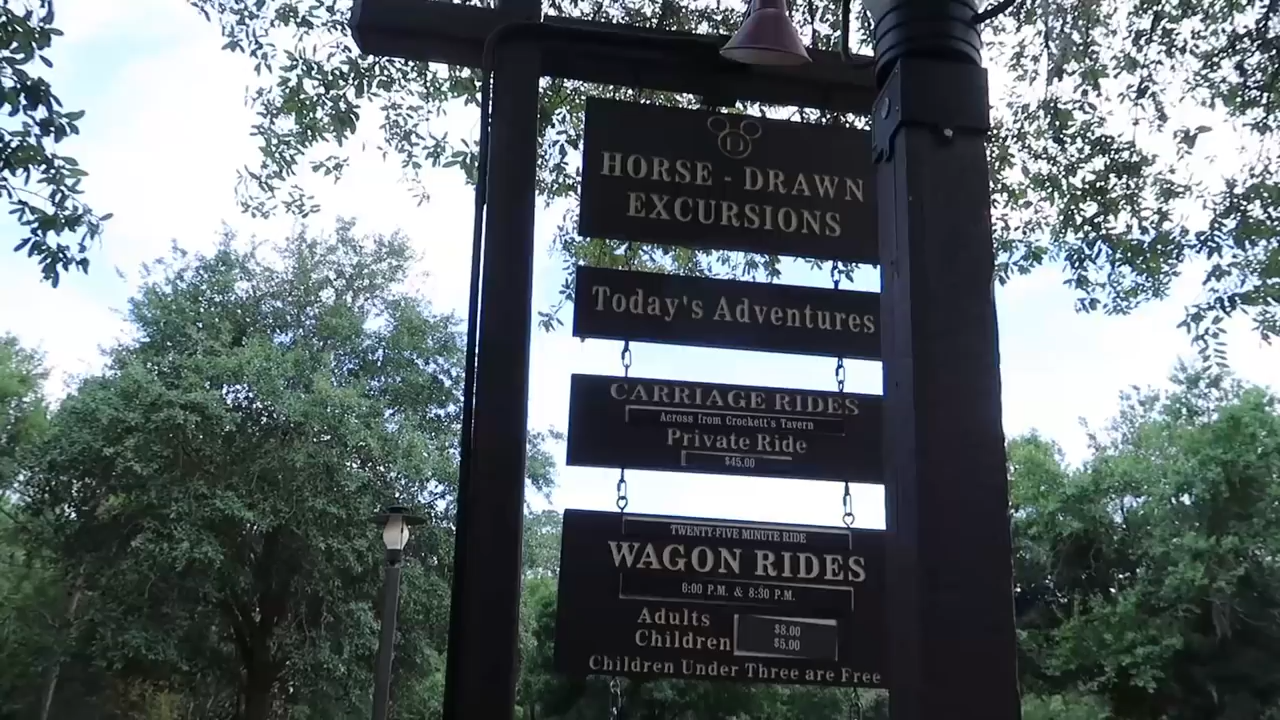 D
HORSE - DRAWN
EXCURSIONS
Today's Adventures
CARRIAGE RIDES
Across from Crockett's Tavern
Private Ride
$45.00
TWENTY-FIVE MINUTE RIDE
WAGON RIDES
6:00 P.M. & 8:30 P.M.
Adults $8.00
Children $5.00
Children Under Three are Free